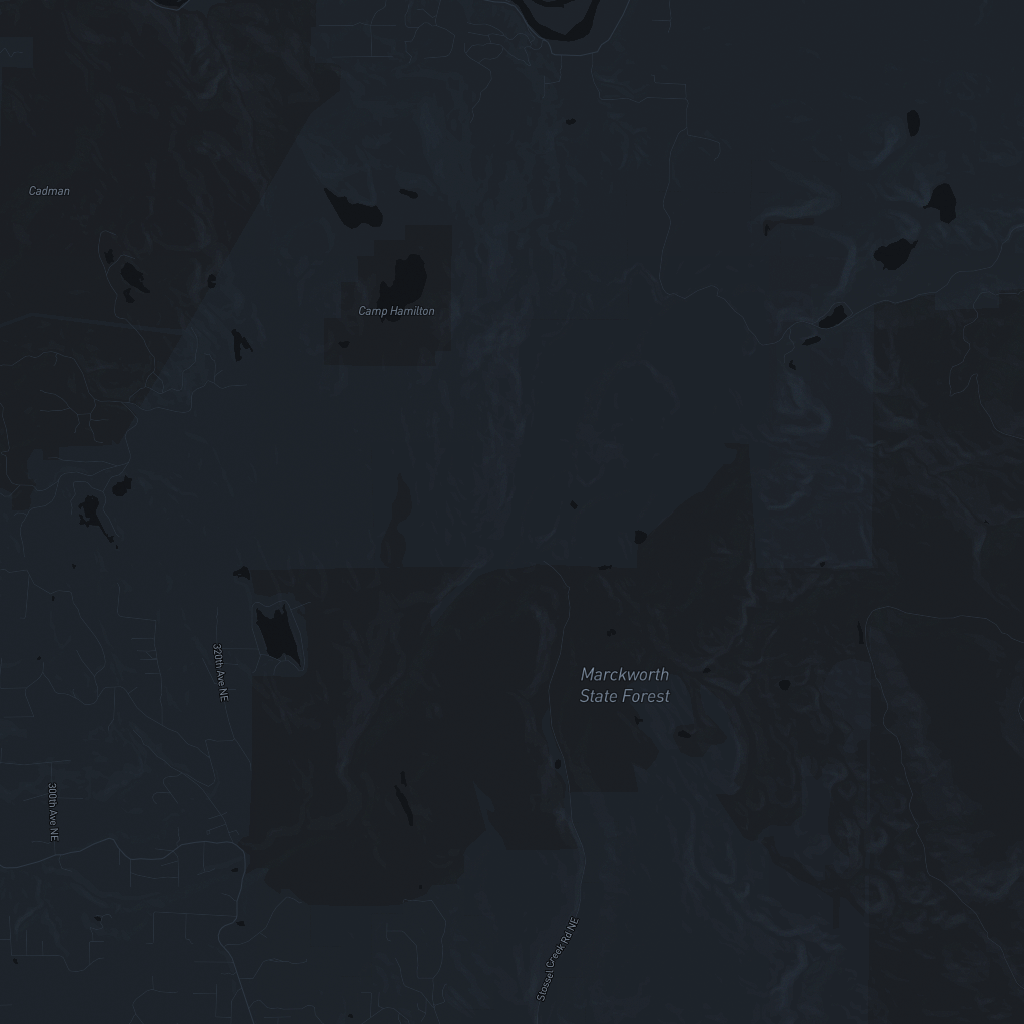 Cadman
Camp Hamilton
320th Ave NE
Marckworth
State Forest
300th Ave NE
Stossel Creek Rd NE